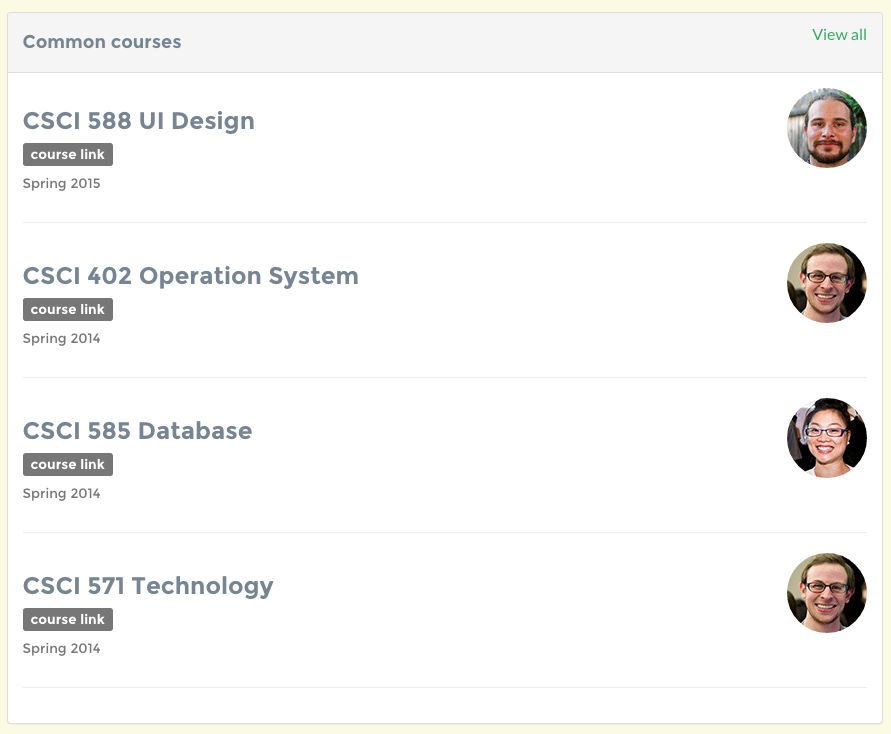 Common courses
View all
CSCI 588 UI Design
course link
Spring 2015
CSCI 402 Operation System
course link
Spring 2014
CSCI 585 Database
course link
Spring 2014
CSCI 571 Technology
course link
Spring 2014